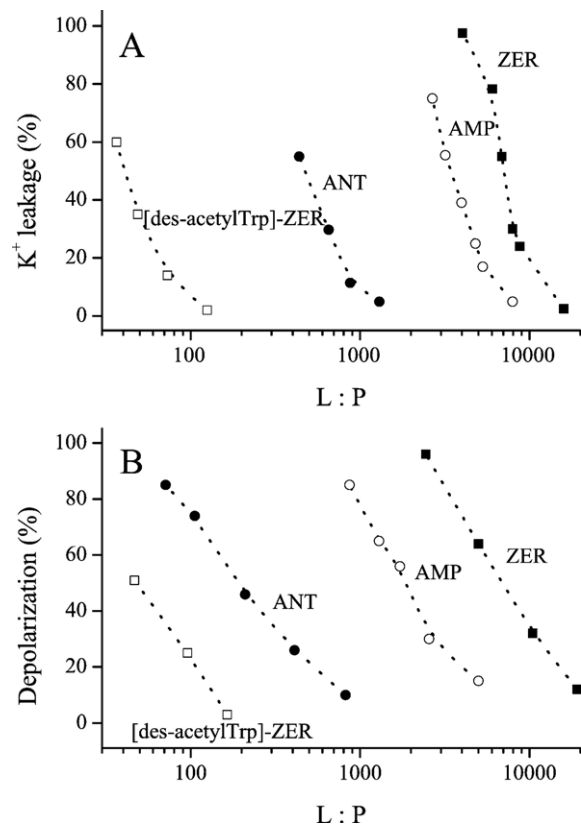 A
100
80
60
40
20
0
K+ leakage (%)
ZER
AMP
ANT
[des-acetylTrp]-ZER
100
1000
10000
L : P
B
100
80
60
40
20
0
Depolarization (%)
ZER
AMP
ANT
[des-acetylTrp]-ZER
100
1000
10000
L : P